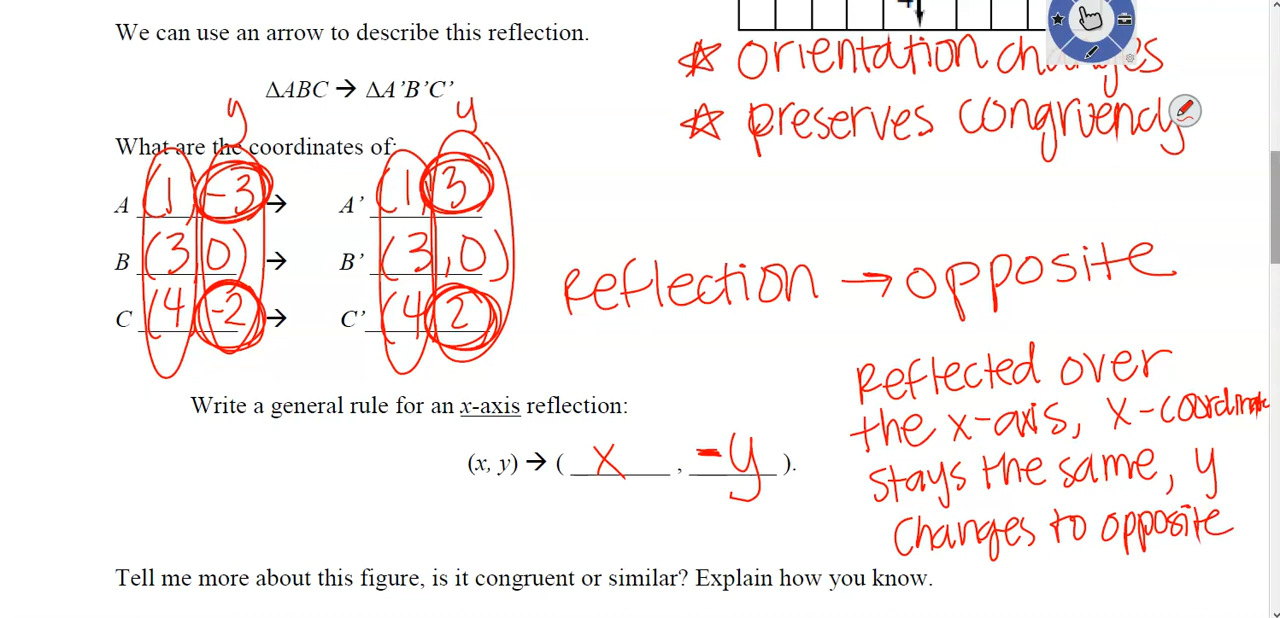 We can use an arrow to describe this reflection.
☆ orientation changes
ΔABC → ΔA'B'C'
☆ preserves congruency
y y
What are the coordinates of:
A (1, -3) → A' (1, 3)
B (3, 0) → B' (3, 0)
Reflection → opposite
C (4, -2) → C' (4, 2)
Write a general rule for an x-axis reflection:
(x, y) → ( x , -y ).
Reflected over
the x-axis, x-coordinate
stays the same, y
changes to opposite
Tell me more about this figure, is it congruent or similar? Explain how you know.